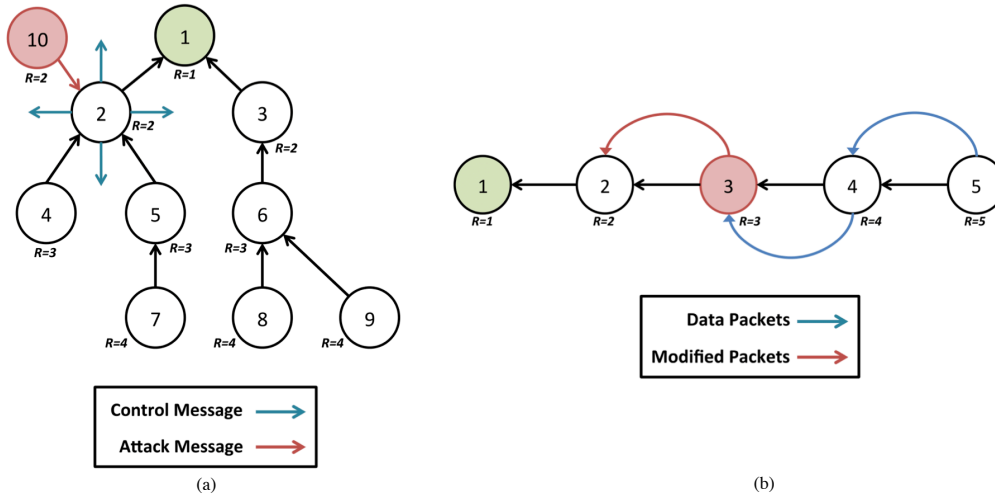 10
R=2
1
R=1
2
R=2
3
R=2
4
R=3
5
R=3
6
R=3
7
R=4
8
R=4
9
R=4
Control Message
Attack Message
(a)
1
R=1
2
R=2
3
R=3
4
R=4
5
R=5
Data Packets
Modified Packets
(b)